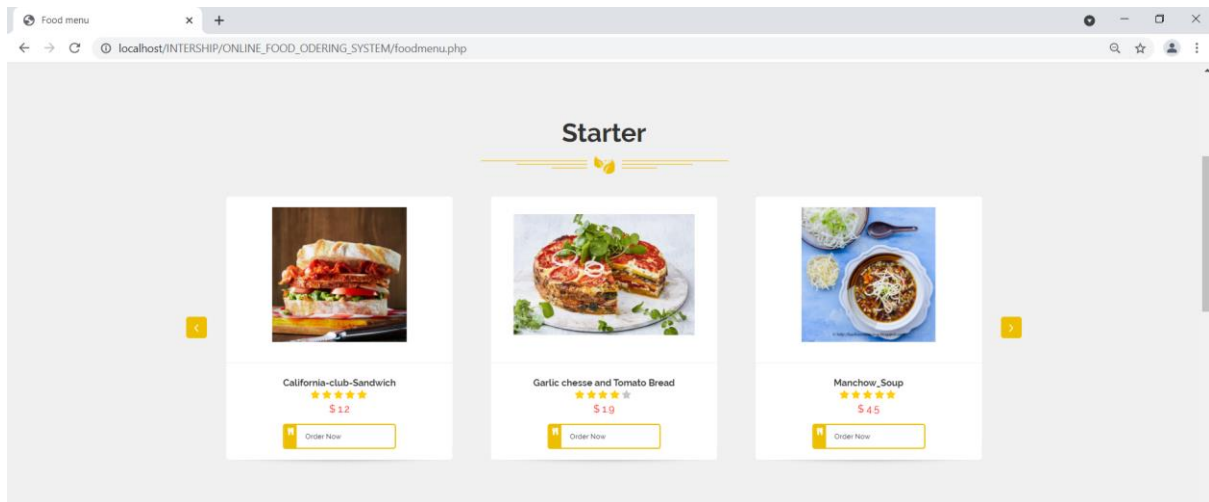 Food menu
localhost/INTERSHIP/ONLINE_FOOD_ODERING_SYSTEM/foodmenu.php
Starter
California-club-Sandwich
$12
Order Now
Garlic chesse and Tomato Bread
$19
Order Now
Manchow_Soup
$45
Order Now